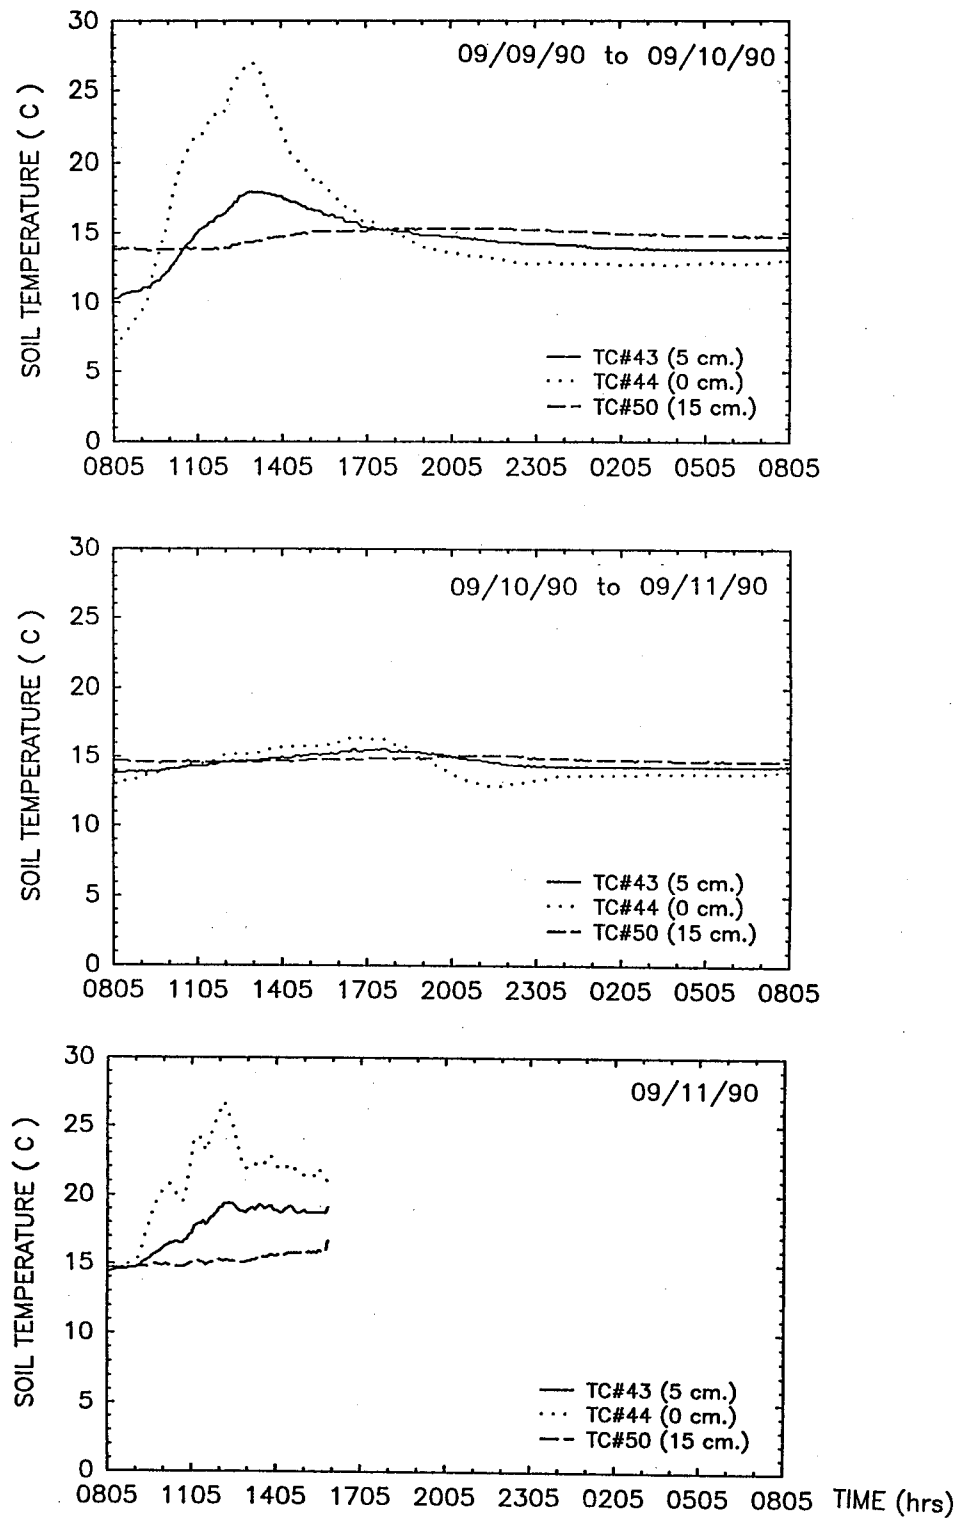 30
09/09/90 to 09/10/90
25
20
15
10
5
0
SOIL TEMPERATURE ( C )
TC#43 (5 cm.)
TC#44 (0 cm.)
TC#50 (15 cm.)
0805 1105 1405 1705 2005 2305 0205 0505 0805
30
09/10/90 to 09/11/90
25
20
15
10
5
0
SOIL TEMPERATURE ( C )
TC#43 (5 cm.)
TC#44 (0 cm.)
TC#50 (15 cm.)
0805 1105 1405 1705 2005 2305 0205 0505 0805
30
09/11/90
25
20
15
10
5
0
SOIL TEMPERATURE ( C )
TC#43 (5 cm.)
TC#44 (0 cm.)
TC#50 (15 cm.)
0805 1105 1405 1705 2005 2305 0205 0505 0805 TIME (hrs)